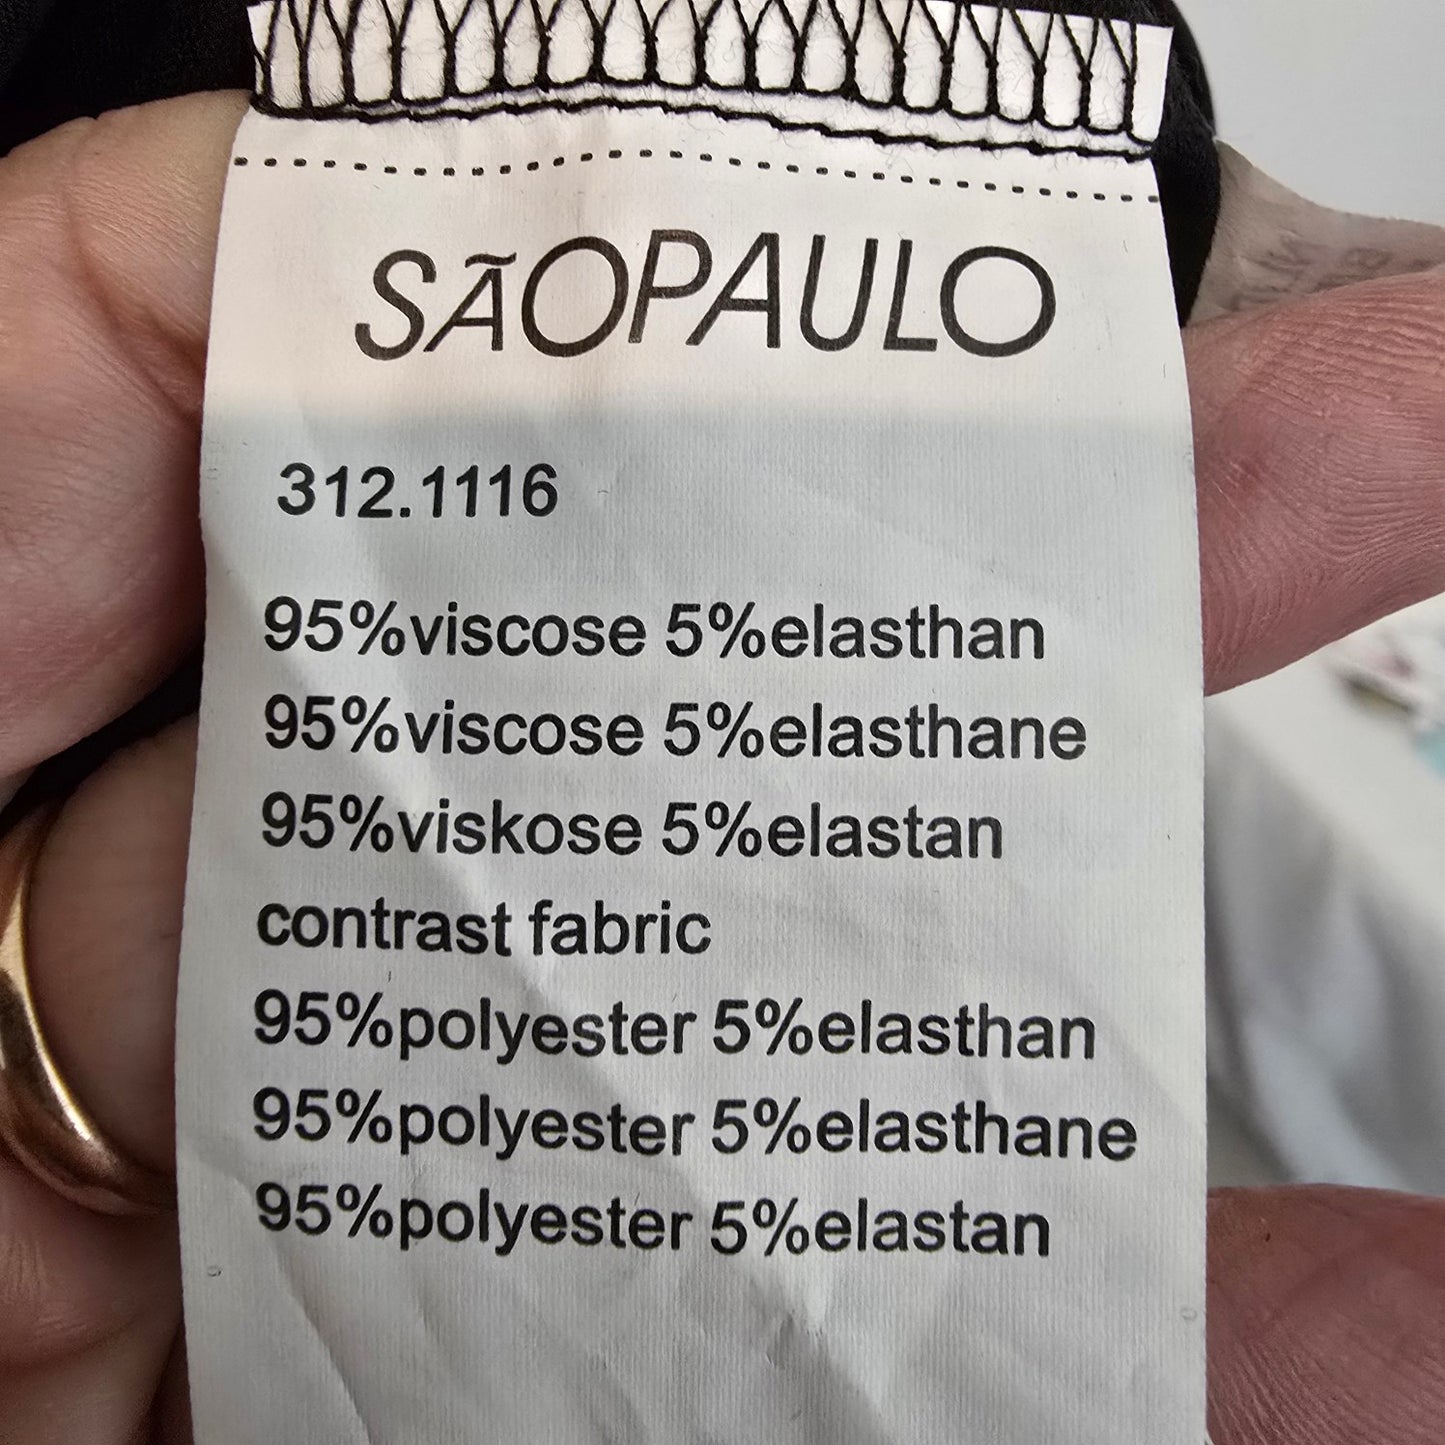 SãOPAULO
312.1116
95%viscose 5%elasthan
95%viscose 5%elasthane
95%viskose 5%elastan
contrast fabric
95%polyester 5%elasthan
95%polyester 5%elasthane
95%polyester 5%elastan